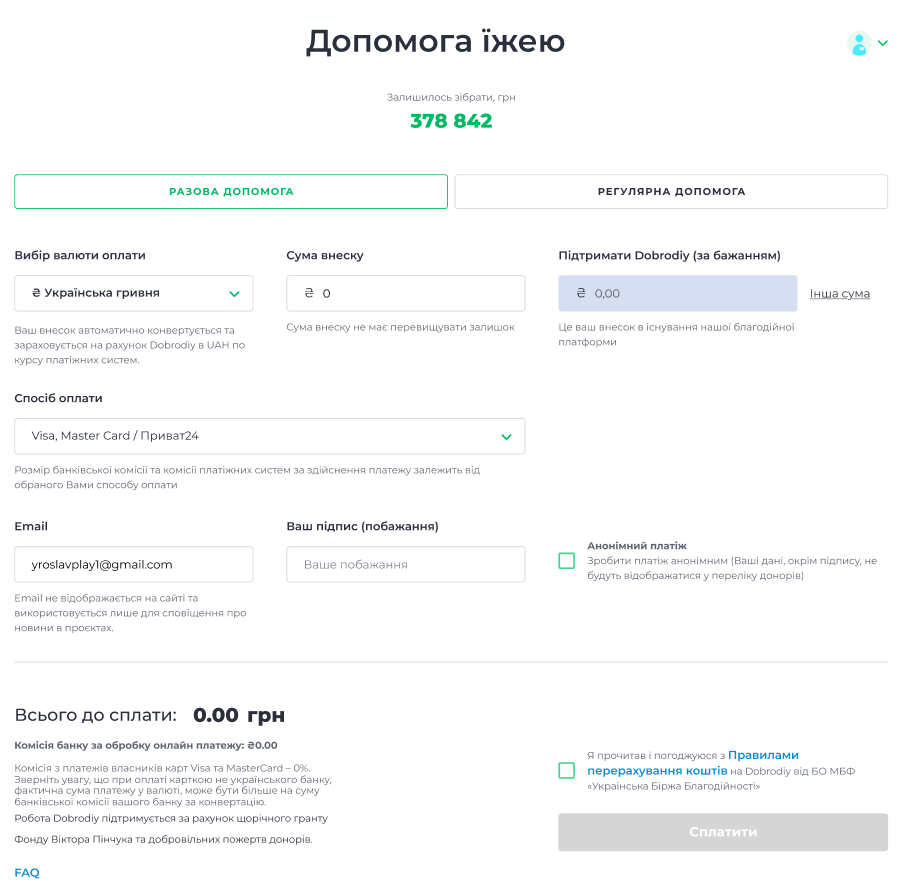 Допомога їжею
Залишилось зібрати, грн
378 842
РАЗОВА ДОПОМОГА
РЕГУЛЯРНА ДОПОМОГА
Вибір валюти оплати
₴ Українська гривня
Ваш внесок автоматично конвертується та
зараховується на рахунок Dobrodiy в UAH по
курсу платіжних систем.
Сума внеску
₴ 0
Сума внеску не має перевищувати залишок
Підтримати Dobrodiy (за бажанням)
₴ 0,00
Інша сума
Це ваш внесок в існування нашої благодійної
платформи
Спосіб оплати
Visa, Master Card / Приват24
Розмір банківської комісії та комісії платіжних систем за здійснення платежу залежить від
обраного Вами способу оплати
Email
yroslavplay1@gmail.com
Email не відображається на сайті та
використовується лише для сповіщення про
новини в проєктах.
Ваш підпис (побажання)
Ваше побажання
Анонімний платіж
Зробити платіж анонімним (Ваші дані, окрім підпису, не
будуть відображатися у переліку донорів)
Всього до сплати: 0.00 грн
Комісія банку за обробку онлайн платежу: ₴0.00
Комісія з платежів власників карт Visa та MasterCard – 0%.
Зверніть увагу, що при оплаті карткою не українського банку,
фактична сума платежу у валюті, може бути більше на суму
банківської комісії вашого банку за конвертацію.
Робота Dobrodiy підтримується за рахунок щорічного гранту
Фонду Віктора Пінчука та добровільних пожертв донорів.
FAQ
Я прочитав і погоджуюся з Правилами
перерахування коштів на Dobrodiy від БО МБФ
«Українська Біржа Благодійності»
Сплатити